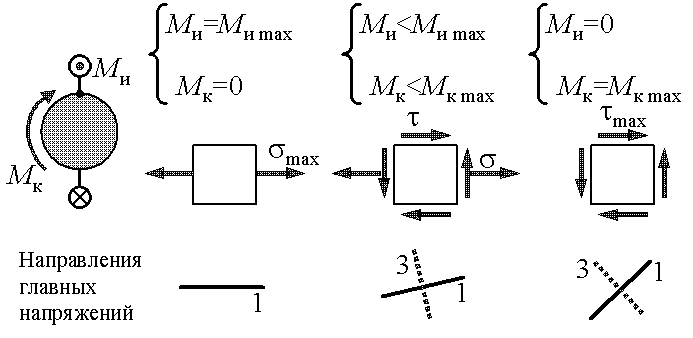 Mи=Mи max
Mк=0
Mи<Mи max
Mк<Mк max
Mи=0
Mк=Mк max
Mи
Mк
σmax
τ
σ
τmax
Направления
главных
напряжений
1
3
1
3
1